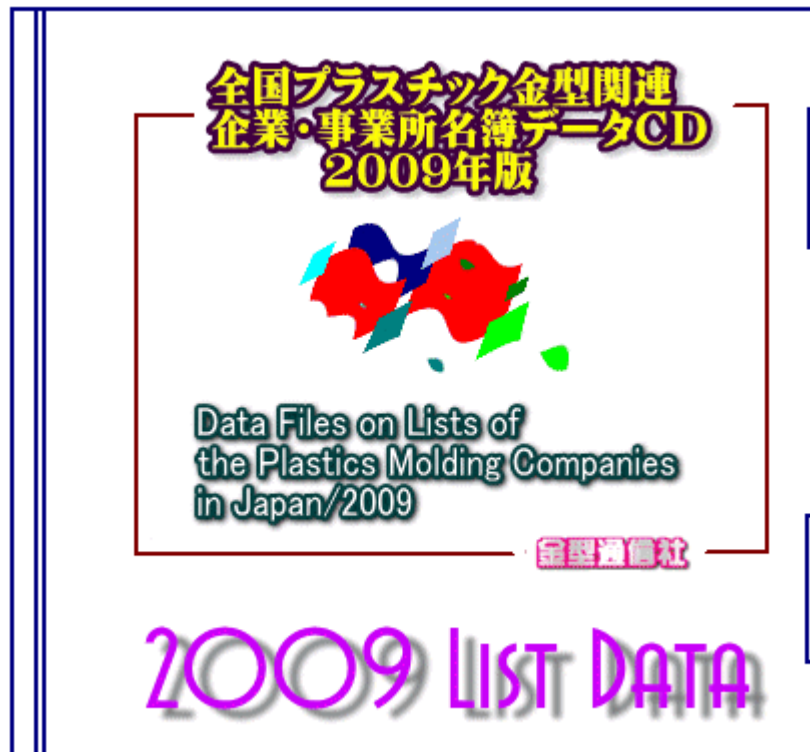 全国プラスチック金型関連
企業・事業所名簿データCD
2009年版
Data Files on Lists of
the Plastics Molding Companies
in Japan/2009
金型通信社
2009 LIST DATA